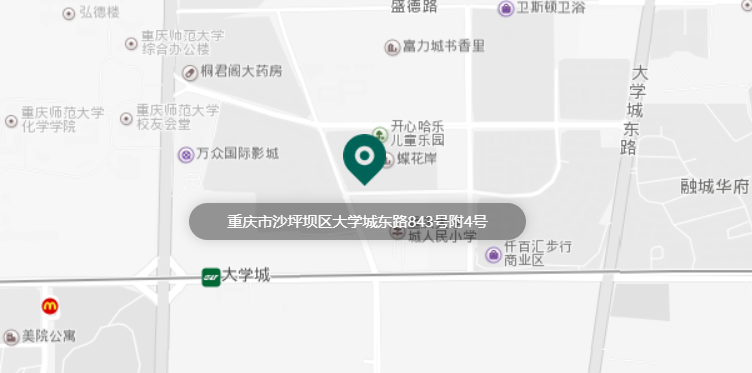 弘德楼
盛德路
卫斯顿卫浴
重庆师范大学
综合办公楼
富力城书香里
桐君阁大药房
大学城东路
重庆师范大学
化学学院
重庆师范大学
校友会堂
开心哈乐
儿童乐园
万众国际影城
蝶花岸
融城华府
重庆市沙坪坝区大学城东路843号附4号
城人民小学
仟百汇步行
商业区
大学城
美院公寓